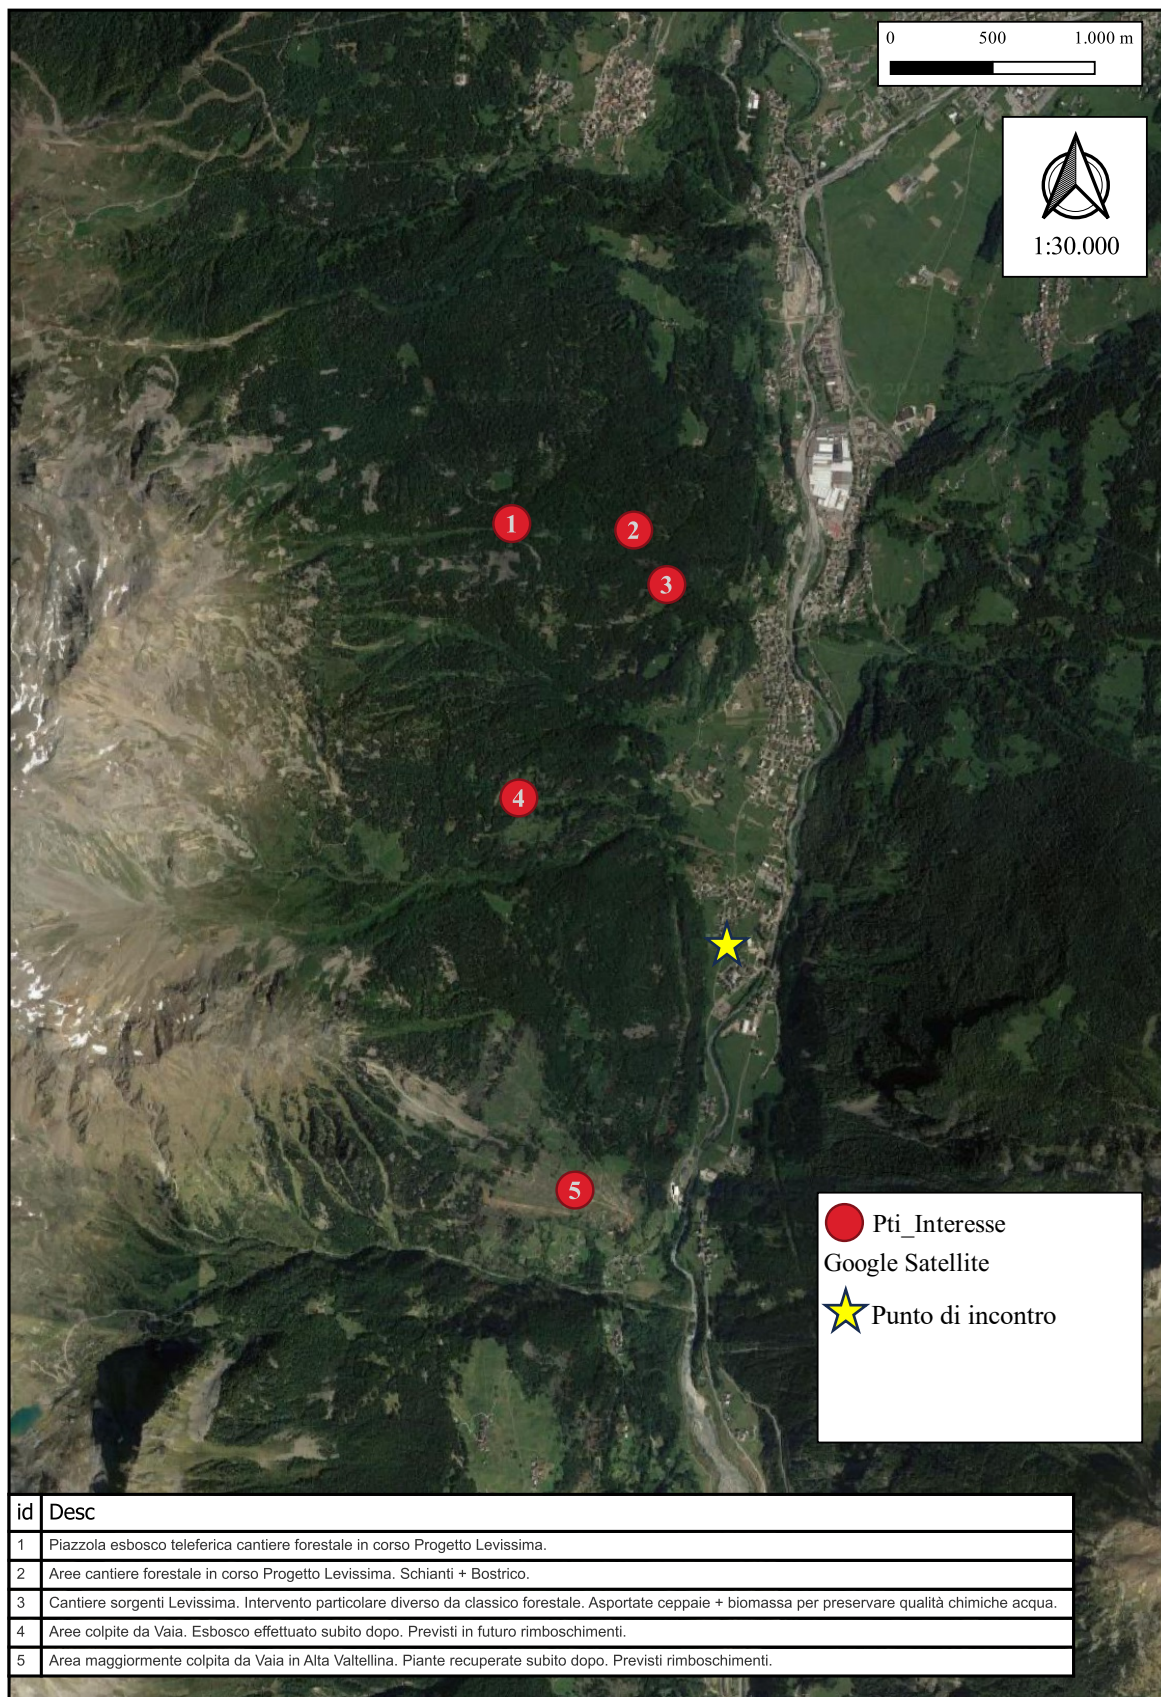 0 500 1.000 m
1:30.000
1
2
3
4
5
Pti_Interesse
Google Satellite
Punto di incontro
id Desc
1 Piazzola esbosco teleferica cantiere forestale in corso Progetto Levissima.
2 Aree cantiere forestale in corso Progetto Levissima. Schianti + Bostrico.
3 Cantiere sorgenti Levissima. Intervento particolare diverso da classico forestale. Asportate ceppaie + biomassa per preservare qualità chimiche acqua.
4 Aree colpite da Vaia. Esbosco effettuato subito dopo. Previsti in futuro rimboschimenti.
5 Area maggiormente colpita da Vaia in Alta Valtellina. Piante recuperate subito dopo. Previsti rimboschimenti.